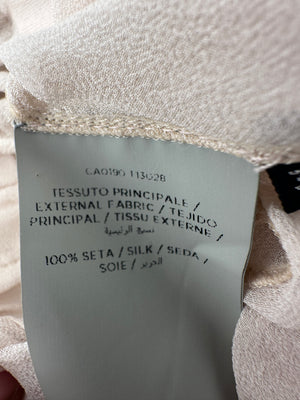 CA0190 113028
TESSUTO PRINCIPALE /
EXTERNAL FABRIC / TEJIDO
PRINCIPAL / TISSU EXTERNE /
نسيج الرئيسية
100% SETA / SILK / SEDA /
SOIE / الحرير